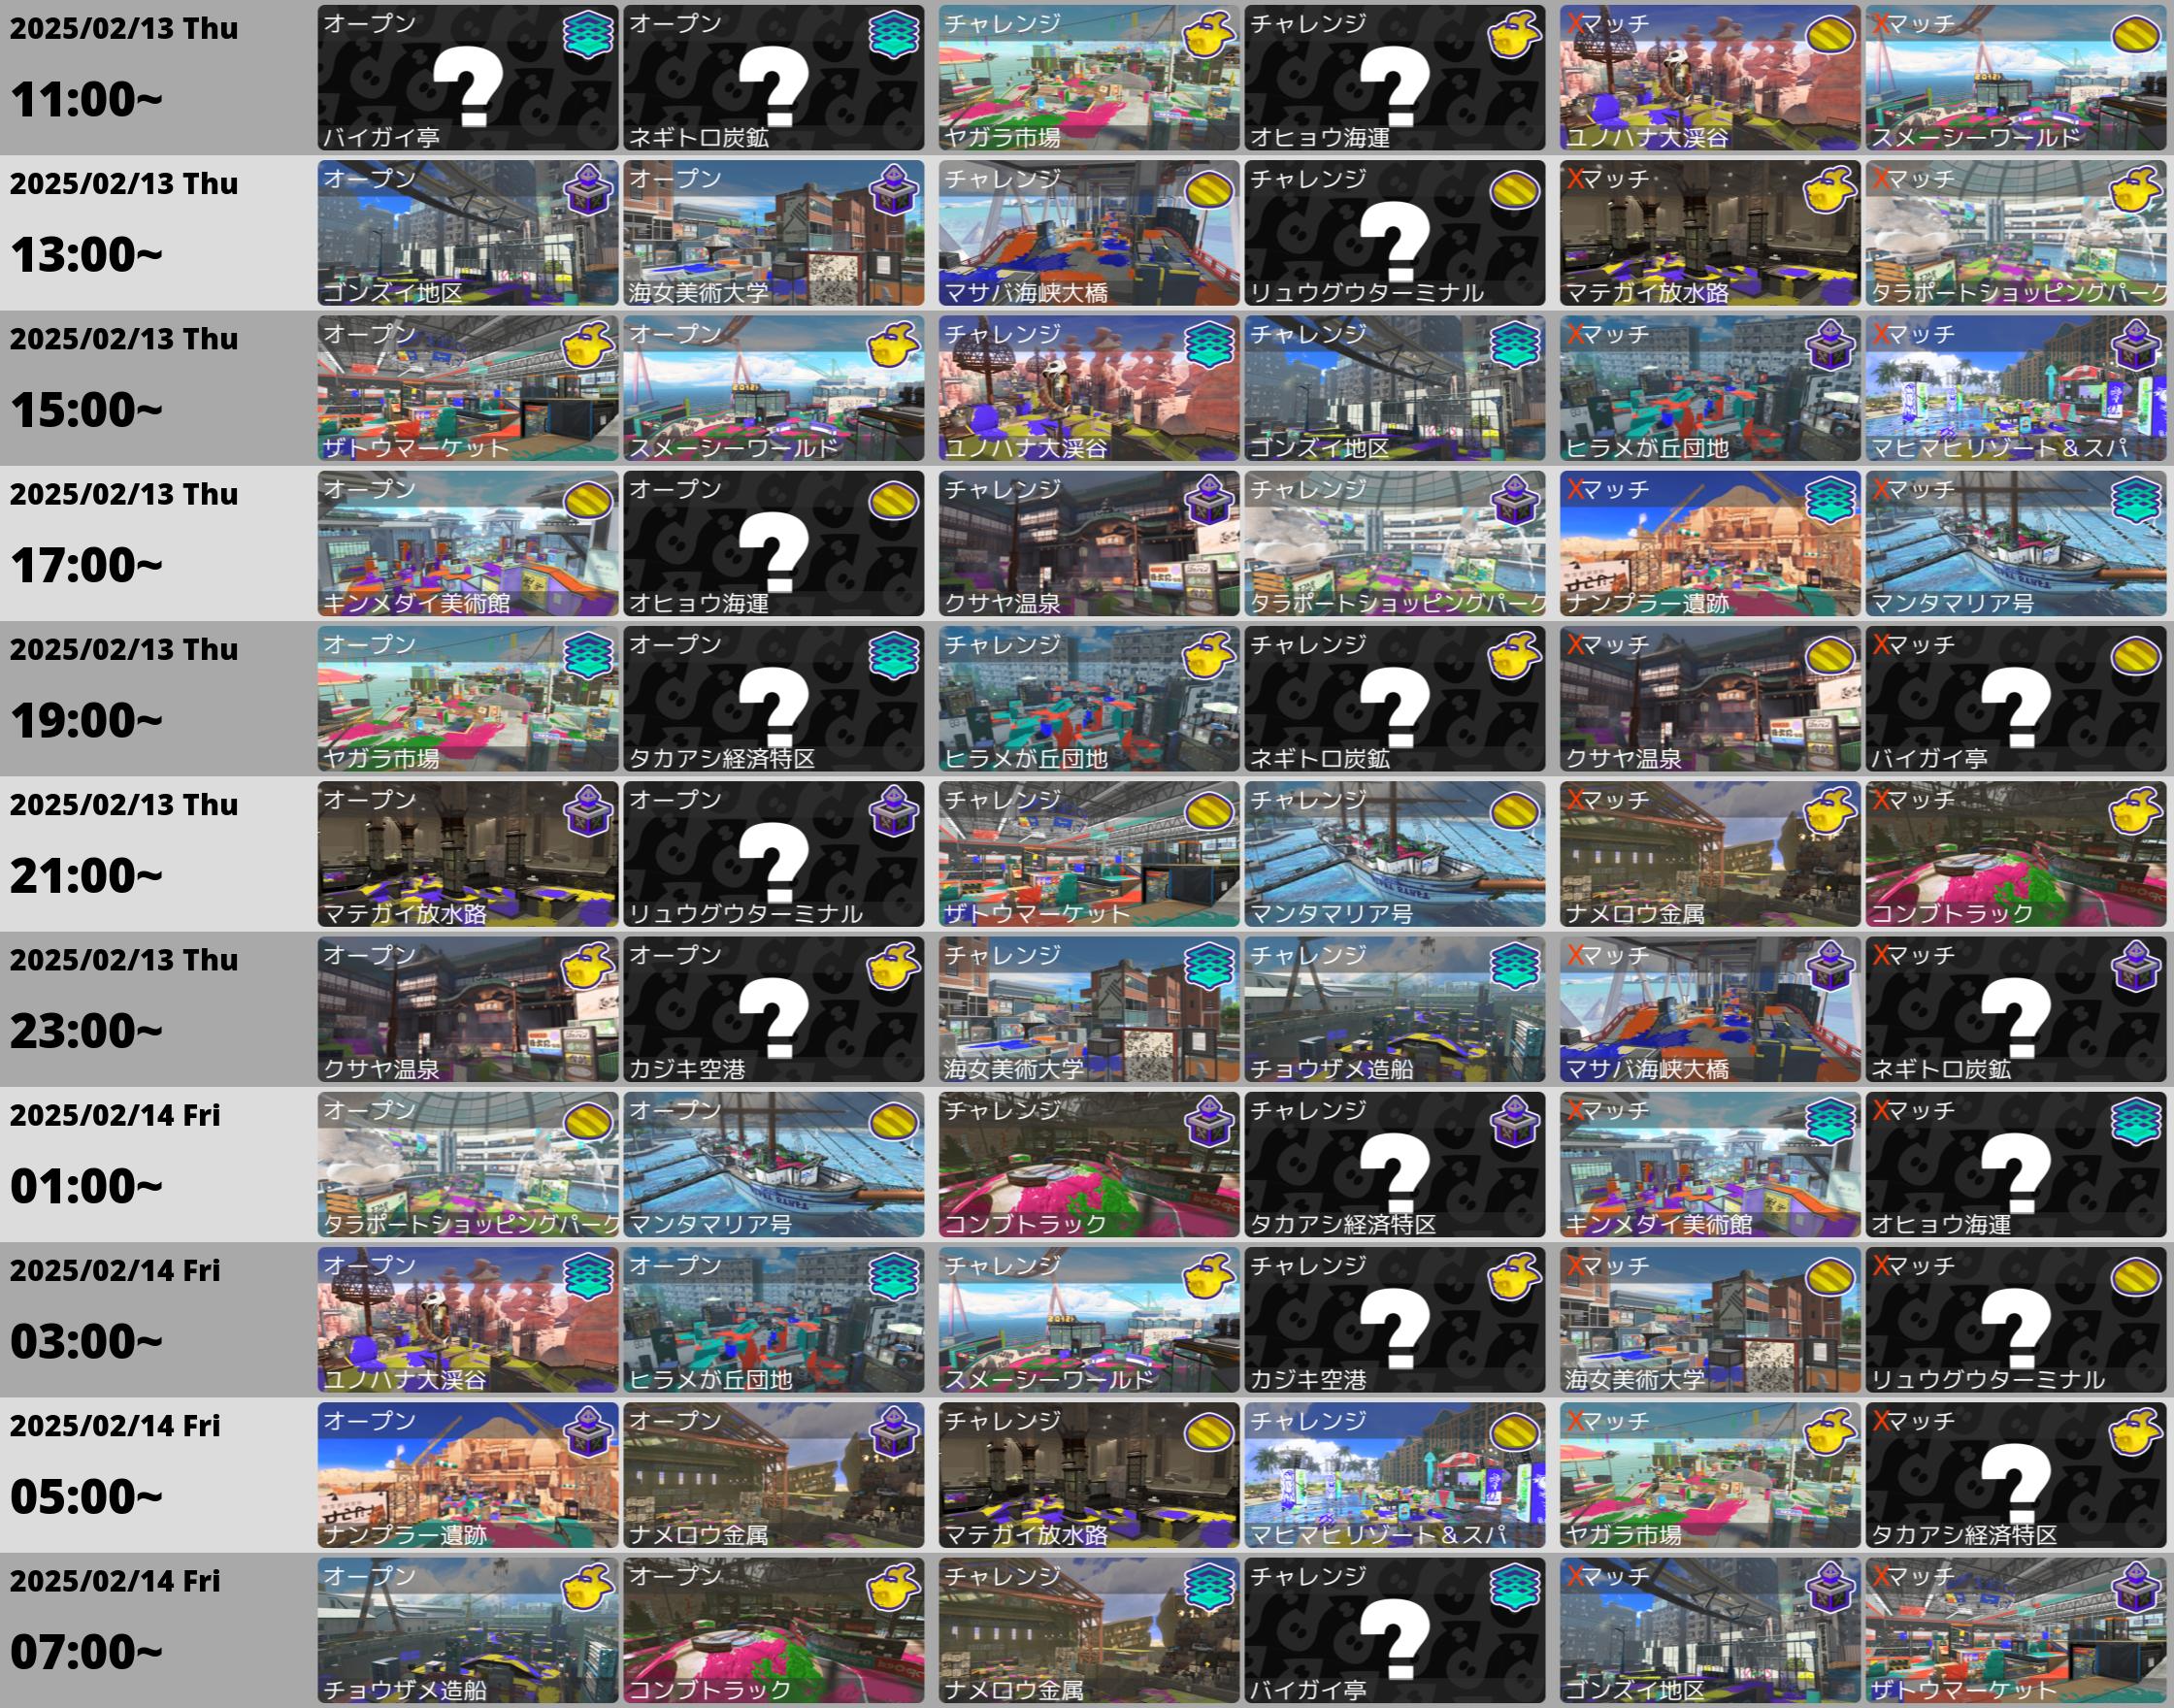 2025/02/13 Thu
11:00~
オープン
バイガイ亭
オープン
ネギトロ炭鉱
チャレンジ
ヤガラ市場
チャレンジ
オヒョウ海運
Xマッチ
ユノハナ大渓谷
Xマッチ
スメーシーワールド
2025/02/13 Thu
13:00~
オープン
ゴンズイ地区
オープン
海女美術大学
チャレンジ
マサバ海峡大橋
チャレンジ
リュウグウターミナル
Xマッチ
マテガイ放水路
Xマッチ
タラポートショッピングパーク
2025/02/13 Thu
15:00~
オープン
ザトウマーケット
オープン
スメーシーワールド
チャレンジ
ユノハナ大渓谷
チャレンジ
ゴンズイ地区
Xマッチ
ヒラメが丘団地
Xマッチ
マヒマヒリゾート&スパ
2025/02/13 Thu
17:00~
オープン
キンメダイ美術館
オープン
オヒョウ海運
チャレンジ
クサヤ温泉
チャレンジ
タラポートショッピングパーク
Xマッチ
ナンプラー遺跡
Xマッチ
マンタマリア号
2025/02/13 Thu
19:00~
オープン
ヤガラ市場
オープン
タカアシ経済特区
チャレンジ
ヒラメが丘団地
チャレンジ
ネギトロ炭鉱
Xマッチ
クサヤ温泉
Xマッチ
バイガイ亭
2025/02/13 Thu
21:00~
オープン
マテガイ放水路
オープン
リュウグウターミナル
チャレンジ
ザトウマーケット
チャレンジ
マンタマリア号
Xマッチ
ナメロウ金属
Xマッチ
コンブトラック
2025/02/13 Thu
23:00~
オープン
クサヤ温泉
オープン
カジキ空港
チャレンジ
海女美術大学
チャレンジ
チョウザメ造船
Xマッチ
マサバ海峡大橋
Xマッチ
ネギトロ炭鉱
2025/02/14 Fri
01:00~
オープン
タラポートショッピングパーク
オープン
マンタマリア号
チャレンジ
コンブトラック
チャレンジ
タカアシ経済特区
Xマッチ
キンメダイ美術館
Xマッチ
オヒョウ海運
2025/02/14 Fri
03:00~
オープン
ユノハナ大渓谷
オープン
ヒラメが丘団地
チャレンジ
スメーシーワールド
チャレンジ
カジキ空港
Xマッチ
海女美術大学
Xマッチ
リュウグウターミナル
2025/02/14 Fri
05:00~
オープン
ナンプラー遺跡
オープン
ナメロウ金属
チャレンジ
マテガイ放水路
チャレンジ
マヒマヒリゾート&スパ
Xマッチ
ヤガラ市場
Xマッチ
タカアシ経済特区
2025/02/14 Fri
07:00~
オープン
チョウザメ造船
オープン
コンブトラック
チャレンジ
ナメロウ金属
チャレンジ
バイガイ亭
Xマッチ
ゴンズイ地区
Xマッチ
ザトウマーケット